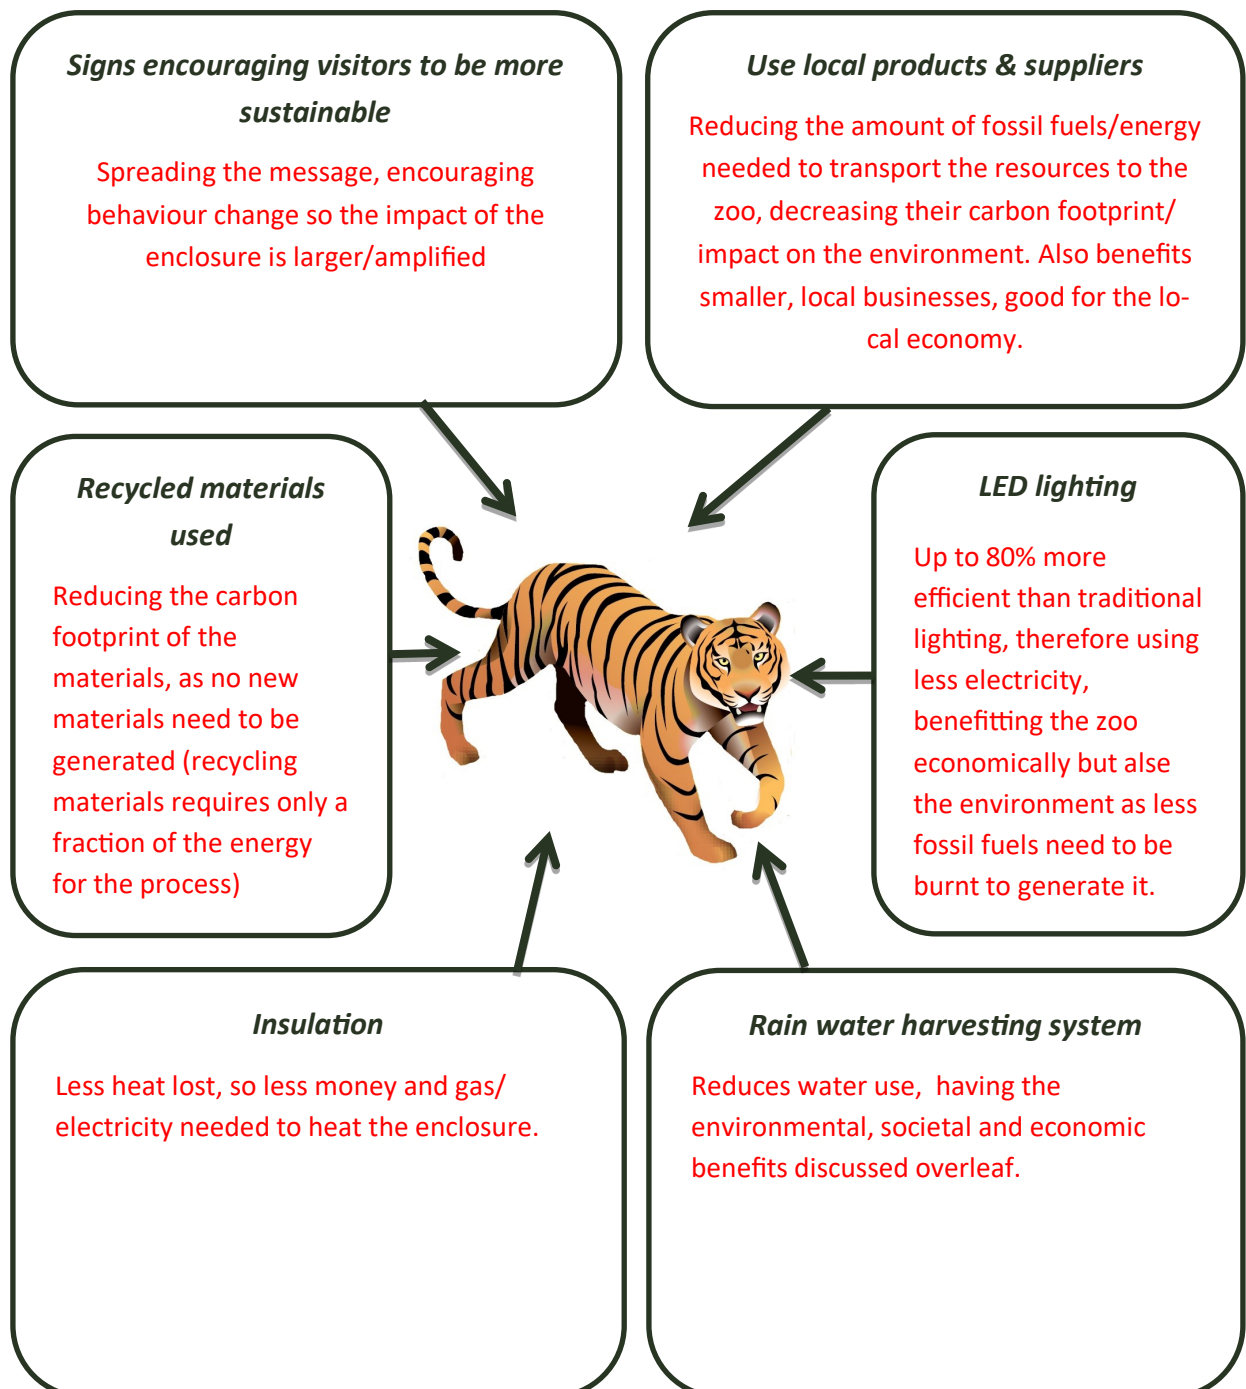 Signs encouraging visitors to be more
sustainable
Spreading the message, encouraging
behaviour change so the impact of the
enclosure is larger/amplified
Use local products & suppliers
Reducing the amount of fossil fuels/energy
needed to transport the resources to the
zoo, decreasing their carbon footprint/
impact on the environment. Also benefits
smaller, local businesses, good for the lo-
cal economy.
Recycled materials
used
Reducing the carbon
footprint of the
materials, as no new
materials need to be
generated (recycling
materials requires only a
fraction of the energy
for the process)
LED lighting
Up to 80% more
efficient than traditional
lighting, therefore using
less electricity,
benefitting the zoo
economically but alse
the environment as less
fossil fuels need to be
burnt to generate it.
Insulation
Less heat lost, so less money and gas/
electricity needed to heat the enclosure.
Rain water harvesting system
Reduces water use,  having the
environmental, societal and economic
benefits discussed overleaf.